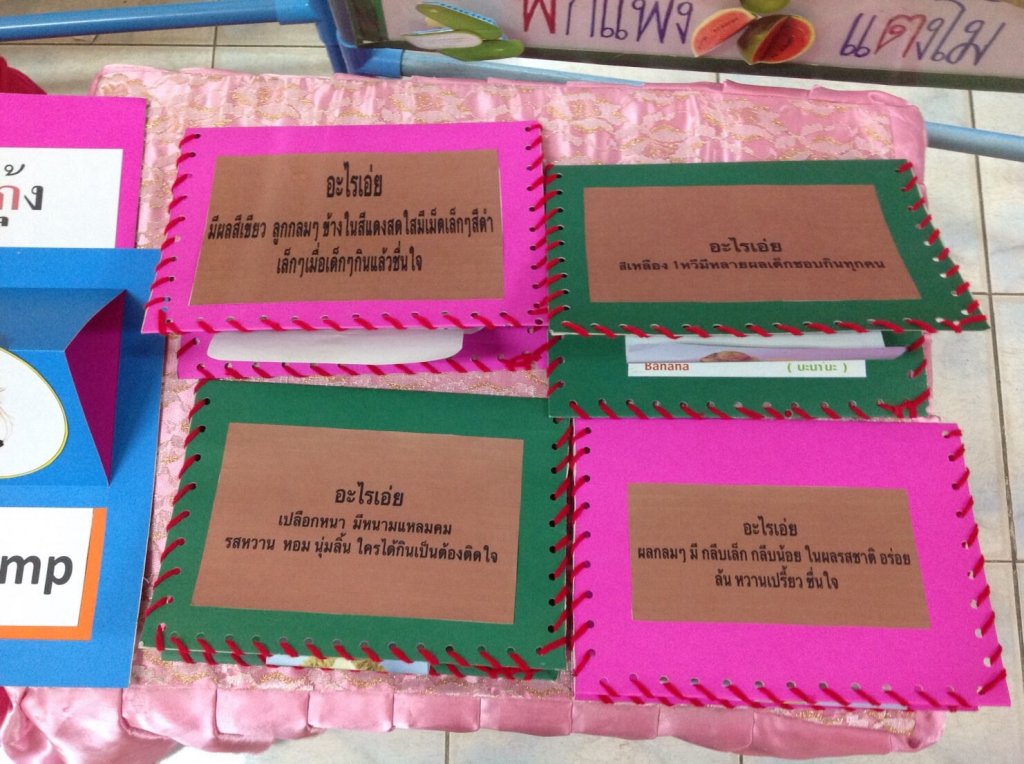 ฟักแฟง
แตงโม
กุ้ง
อะไรเอ่ย
มีผลสีเขียว ลูกกลมๆ ข้างในสีแดงสดใสมีเม็ดเล็กๆสีดำ
เล็กๆเมื่อเด็กๆกินแล้วชื่นใจ
อะไรเอ่ย
สีเหลือง 1หวีมีหลายผลเด็กชอบกินทุกคน
Banana ( บะนานะ )
อะไรเอ่ย
เปลือกหนา มีหนามแหลมคม
รสหวาน หอม นุ่มลิ้น ใครได้กินเป็นต้องติดใจ
อะไรเอ่ย
ผลกลมๆ มี กลีบเล็ก กลีบน้อย ในผลรสชาติ อร่อย
ล้น หวานเปรี้ยว ชื่นใจ
mp